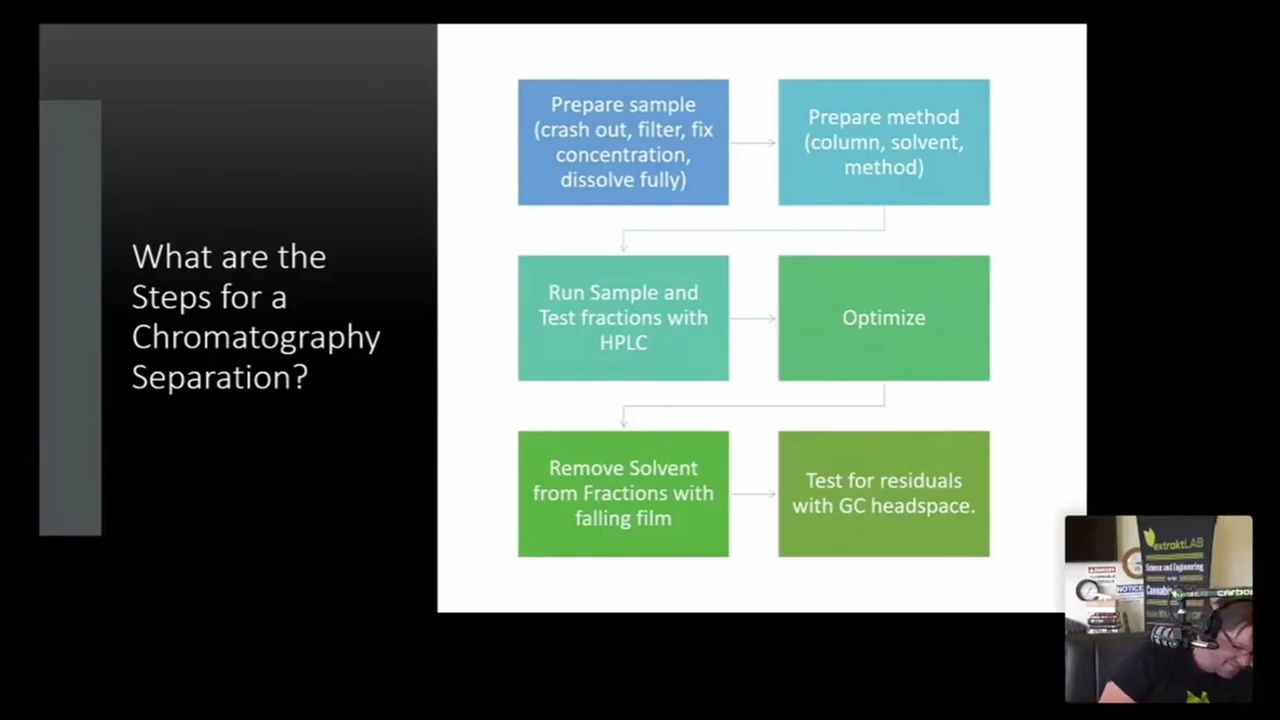 What are the
Steps for a
Chromatography
Separation?
Prepare sample
(crash out, filter, fix
concentration,
dissolve fully)
Prepare method
(column, solvent,
method)
Run Sample and
Test fractions with
HPLC
Optimize
Remove Solvent
from Fractions with
falling film
Test for residuals
with GC headspace.
extraktLAB
Science and Engineering
NOTICE